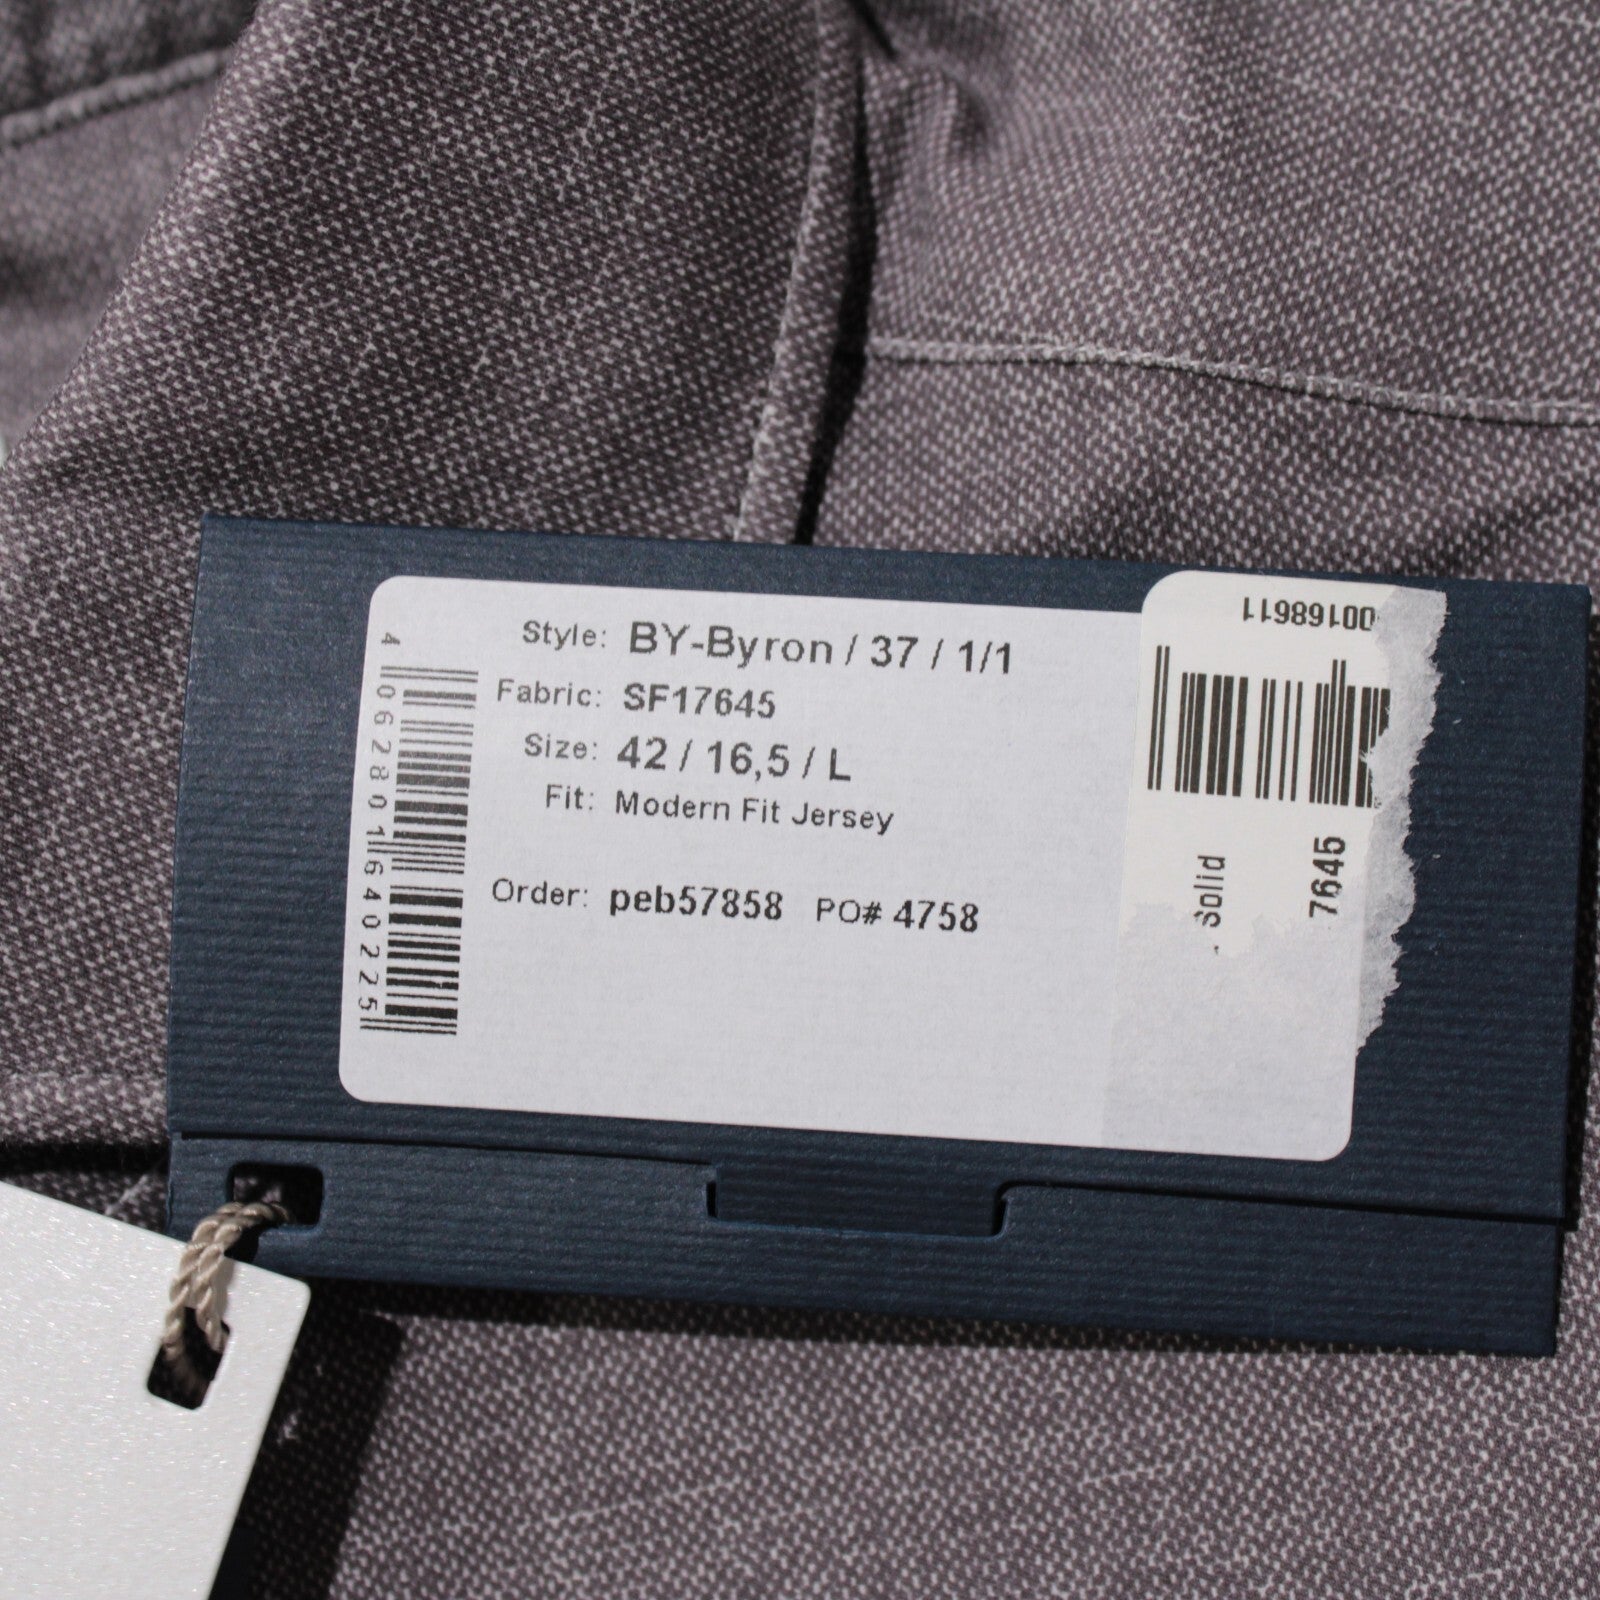 Style: BY-Byron / 37 / 1/1
Fabric: SF17645
Size: 42 / 16,5 / L
Fit: Modern Fit Jersey
Order: peb57858 PO# 4758
4 062801 640225
00168611
Solid
7645